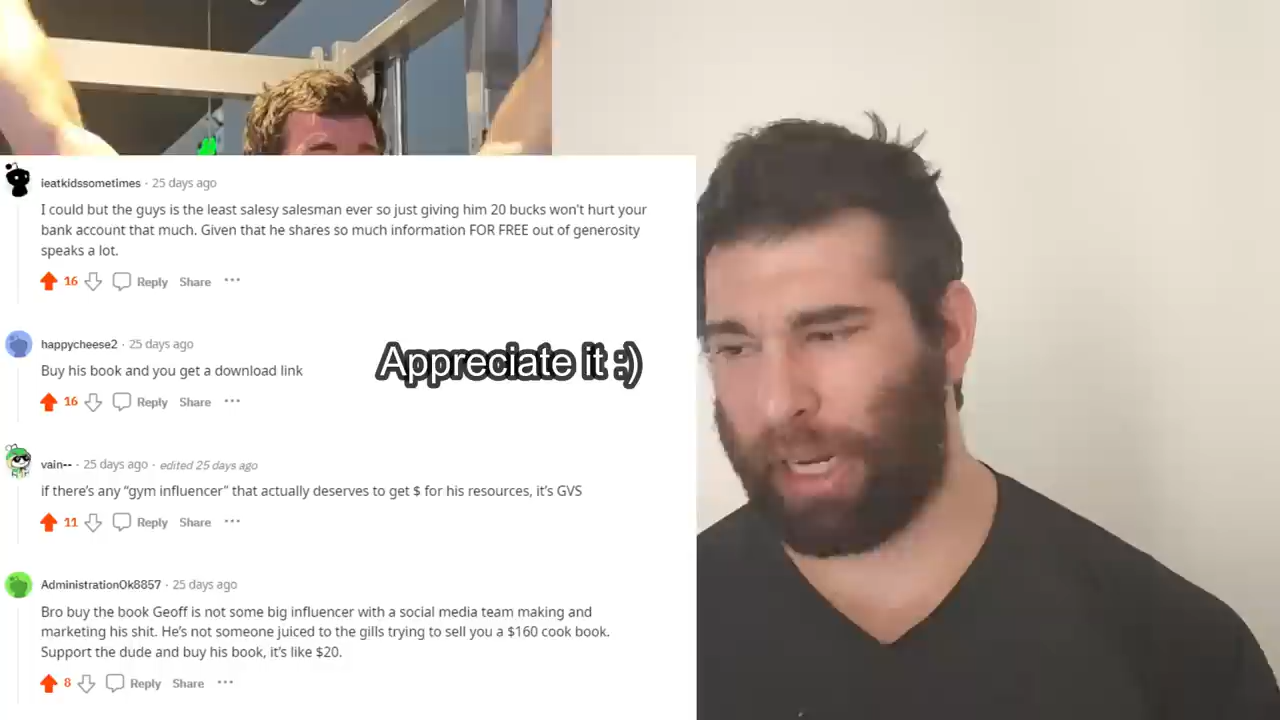 ieatkidssometimes · 25 days ago
I could but the guys is the least salesy salesman ever so just giving him 20 bucks won't hurt your
bank account that much. Given that he shares so much information FOR FREE out of generosity
speaks a lot.
16 Reply Share ···
happycheese2 · 25 days ago
Buy his book and you get a download link
Appreciate it :)
16 Reply Share ···
vain-- · 25 days ago · edited 25 days ago
if there's any “gym influencer” that actually deserves to get $ for his resources, it's GVS
11 Reply Share ···
AdministrationOk8857 · 25 days ago
Bro buy the book Geoff is not some big influencer with a social media team making and
marketing his shit. He's not someone juiced to the gills trying to sell you a $160 cook book.
Support the dude and buy his book, it's like $20.
8 Reply Share ···